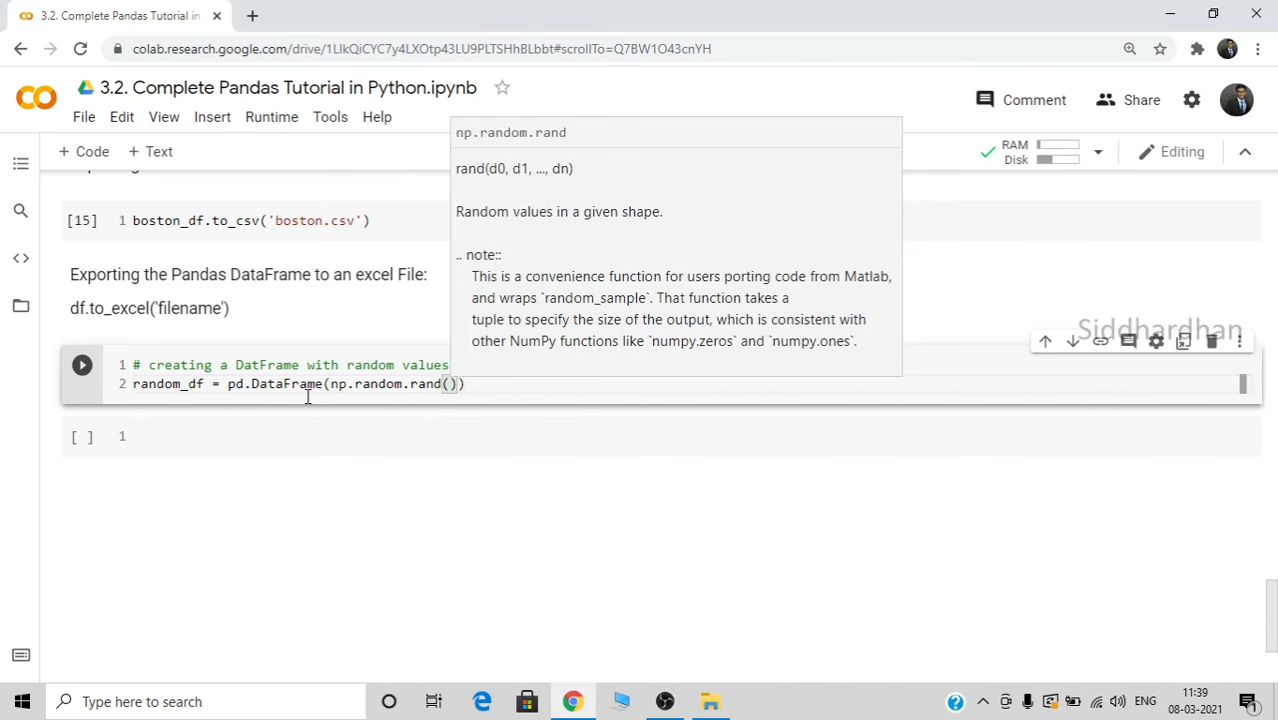 3.2. Complete Pandas Tutorial in
colab.research.google.com/drive/1LIkQiCYC7y4LXOtp43LU9PLTSHhBLbbt#scrollTo=Q7BW1O43cnYH
3.2. Complete Pandas Tutorial in Python.ipynb
Comment
Share
File Edit View Insert Runtime Tools Help
+ Code + Text
RAM
Disk
Editing
[15] 1 boston_df.to_csv('boston.csv')
Exporting the Pandas DataFrame to an excel File:
df.to_excel('filename')
np.random.rand
rand(d0, d1, ..., dn)
Random values in a given shape.
.. note::
This is a convenience function for users porting code from Matlab,
and wraps `random_sample`. That function takes a
tuple to specify the size of the output, which is consistent with
other NumPy functions like `numpy.zeros` and `numpy.ones`.
Siddhardhan
1 # creating a DatFrame with random values
2 random_df = pd.DataFrame(np.random.rand())
[ ] 1
Type here to search
ENG
11:39
08-03-2021